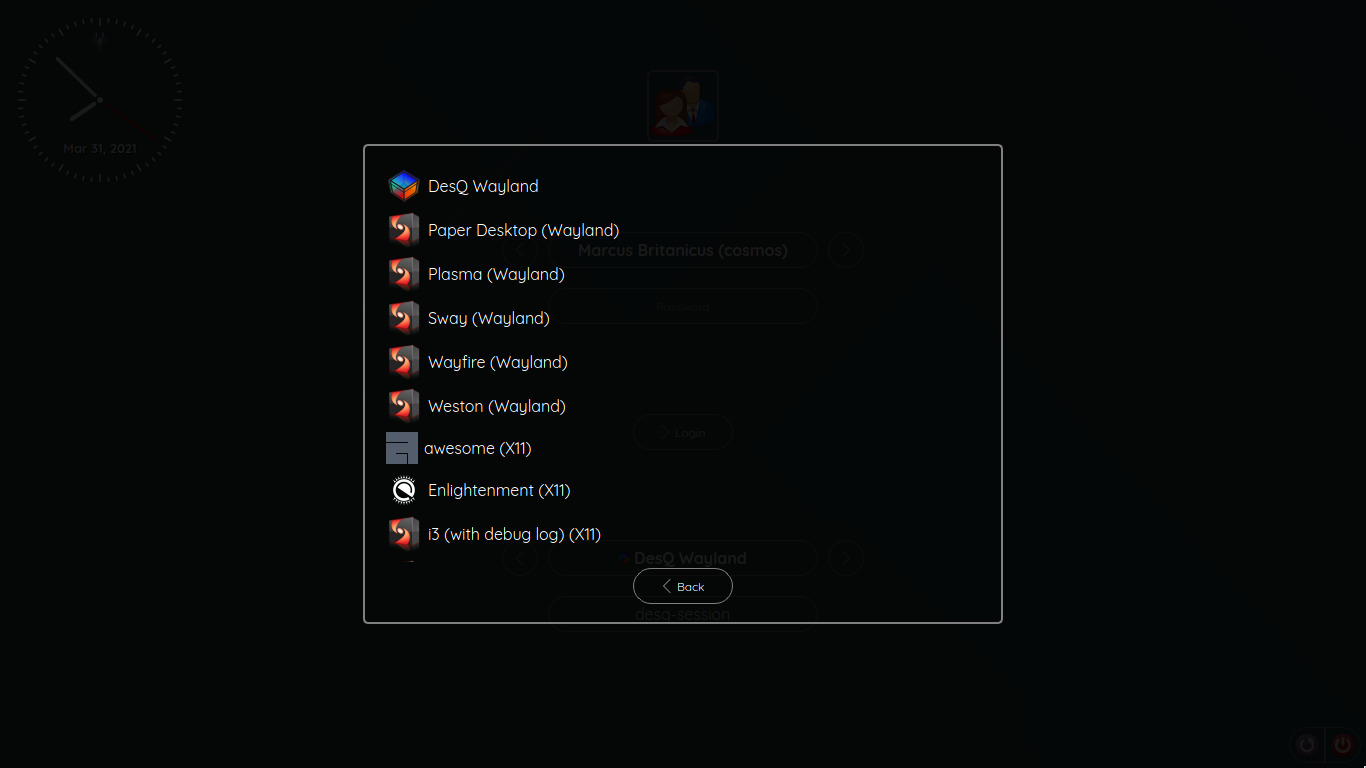 Mar 31, 2021
DesQ Wayland
Paper Desktop (Wayland)
Marcus Britanicus (cosmos)
Plasma (Wayland)
Password
Sway (Wayland)
Wayfire (Wayland)
Weston (Wayland)
Login
awesome (X11)
Enlightenment (X11)
i3 (with debug log) (X11)
DesQ Wayland
Back
desq-session